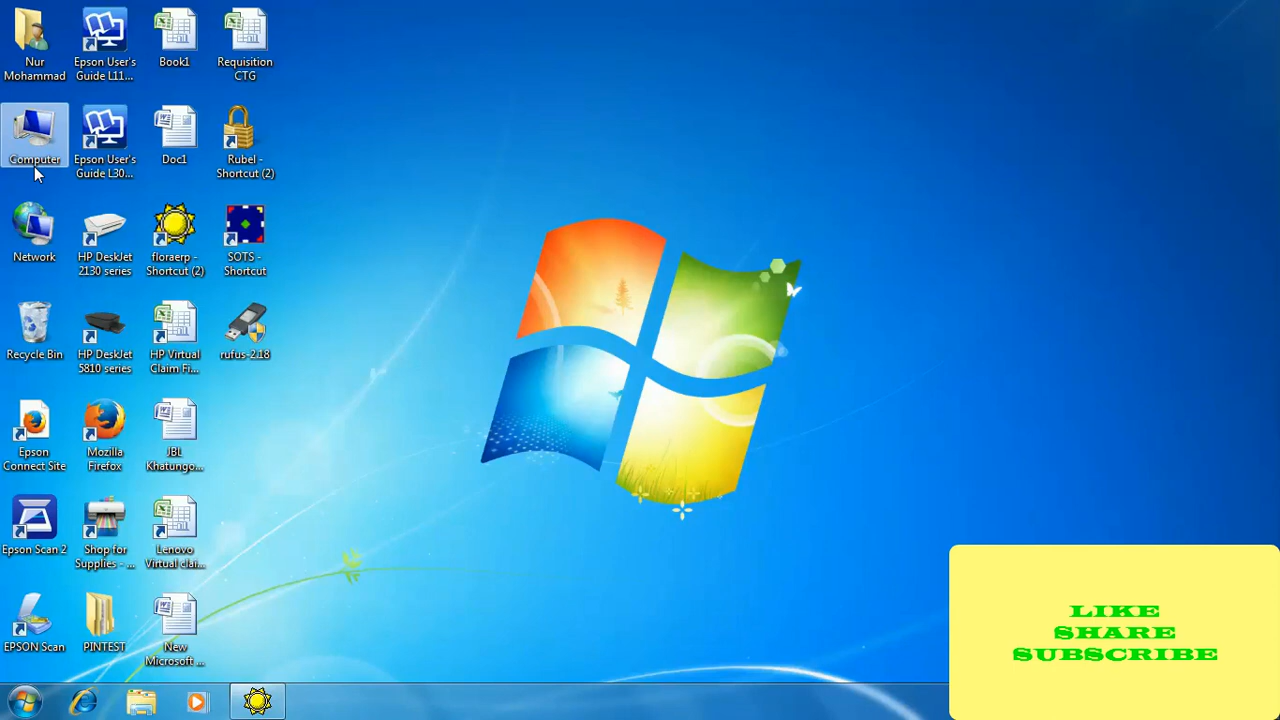 Nur
Mohammad
Epson User's
Guide L11...
Book1
Requisition
CTG
Computer
Epson User's
Guide L30...
Doc1
Rubel -
Shortcut (2)
Network
HP DeskJet
2130 series
floraerp -
Shortcut (2)
SOTS -
Shortcut
Recycle Bin
HP DeskJet
5810 series
HP Virtual
Claim Fi...
rufus-2.18
Epson
Connect Site
Mozilla
Firefox
JBL
Khatungo...
Epson Scan 2
Shop for
Supplies - ...
Lenovo
Virtual clai...
EPSON Scan
PINTEST
New
Microsoft ...
LIKE
SHARE
SUBSCRIBE